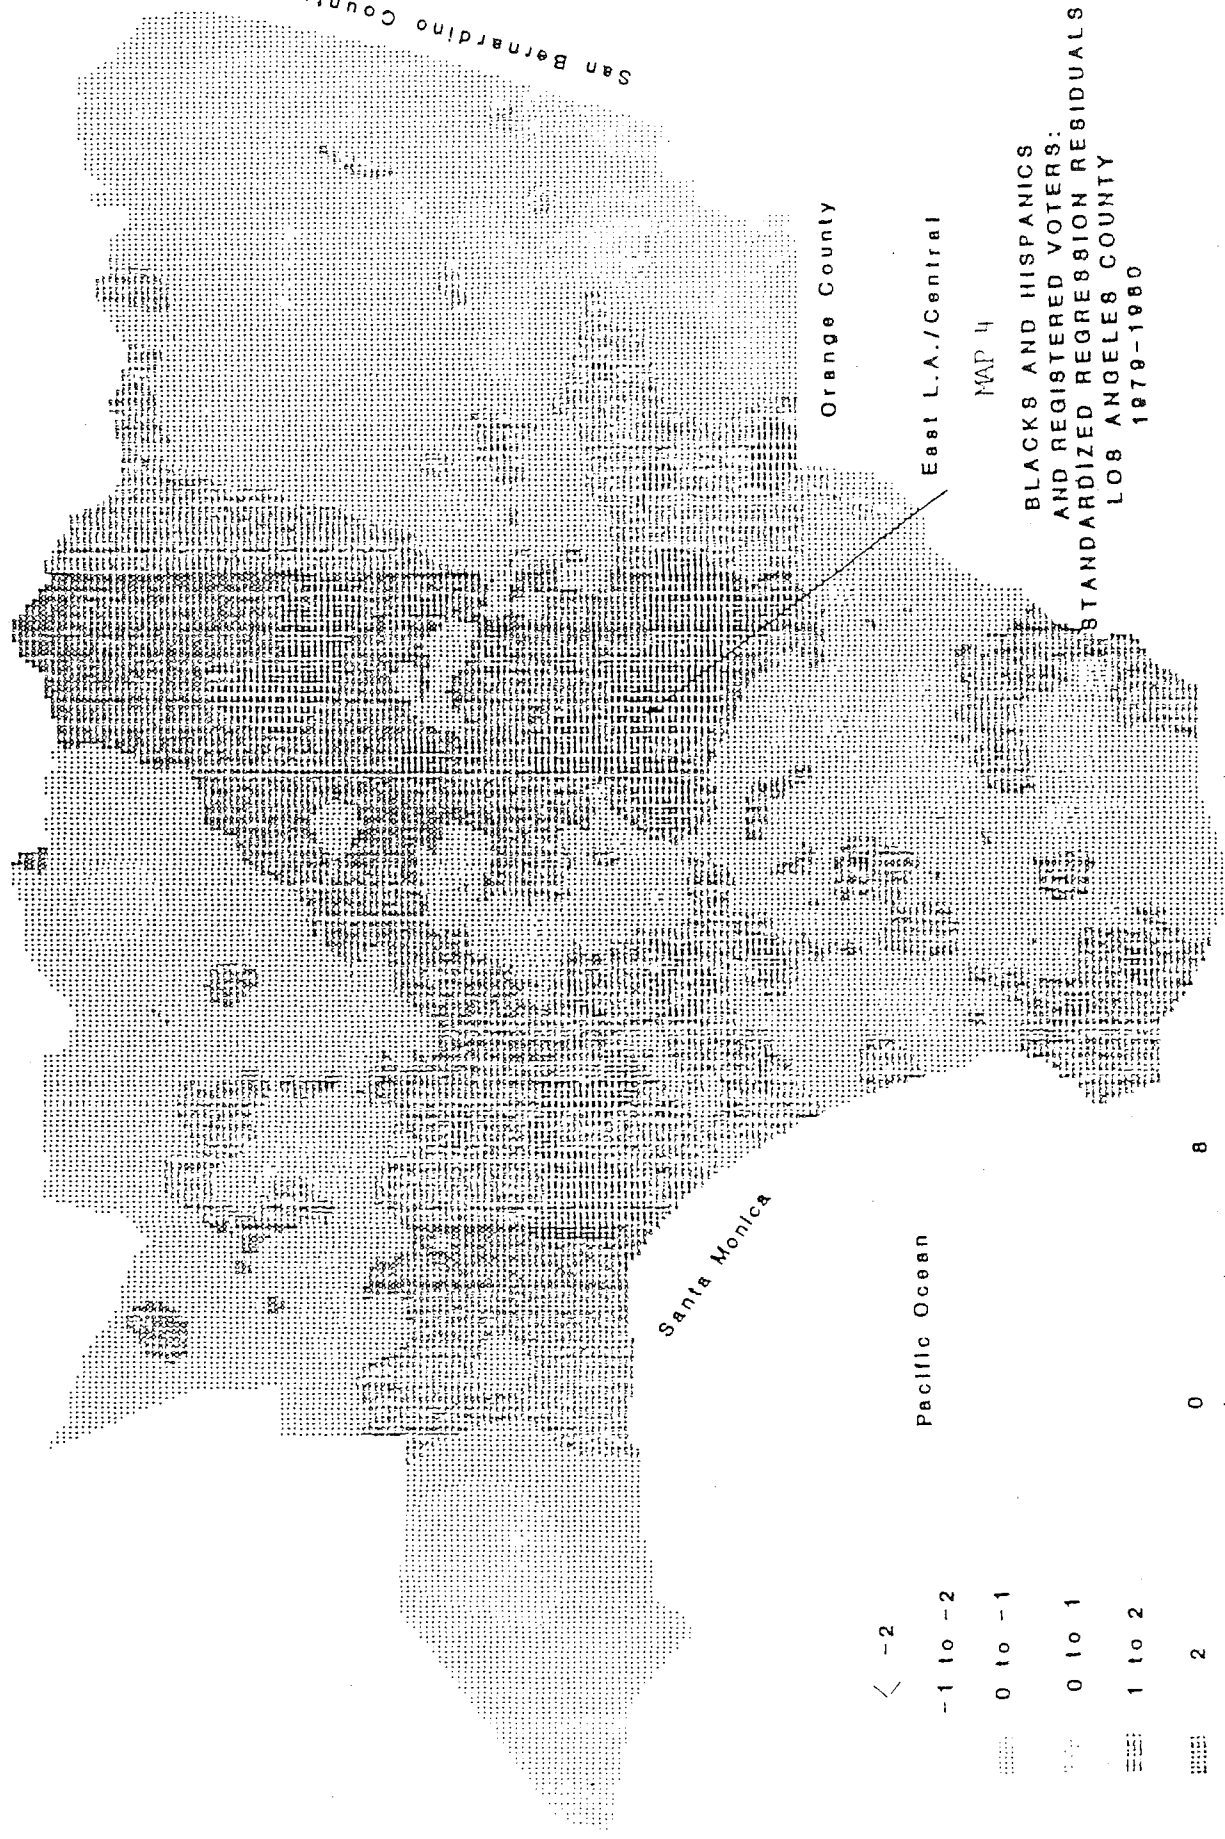 San Bernardino County
Orange County
East L.A./Central
MAP 4
BLACKS AND HISPANICS
AND REGISTERED VOTERS:
STANDARDIZED REGRESSION RESIDUALS
LOS ANGELES COUNTY
1979-1980
Santa Monica
Pacific Ocean
< -2
-1 to -2
0 to -1
0 to 1
1 to 2
2
0 8